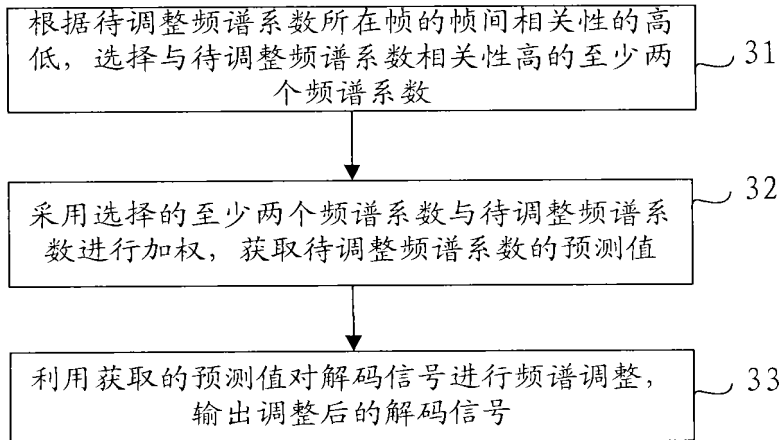 根据待调整频谱系数所在帧的帧间相关性的高
低，选择与待调整频谱系数相关性高的至少两
个频谱系数
31
采用选择的至少两个频谱系数与待调整频谱系
数进行加权，获取待调整频谱系数的预测值
32
利用获取的预测值对解码信号进行频谱调整，
输出调整后的解码信号
33